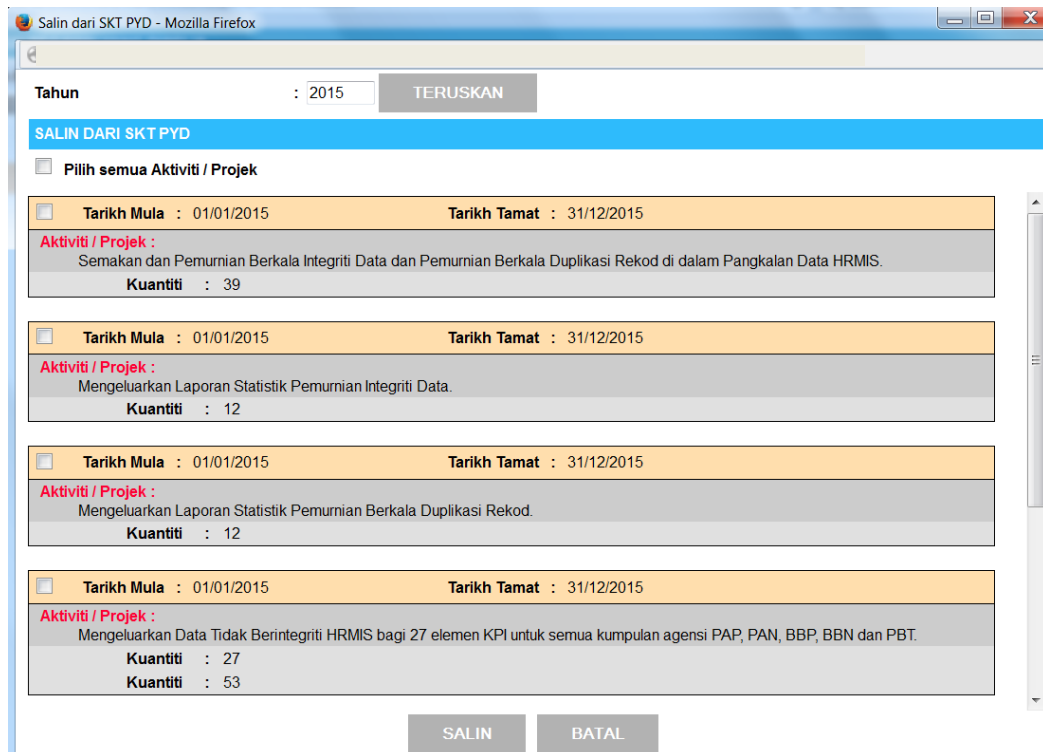 Salin dari SKT PYD - Mozilla Firefox
Tahun : 2015 TERUSKAN
SALIN DARI SKT PYD
Pilih semua Aktiviti / Projek
Tarikh Mula : 01/01/2015 Tarikh Tamat : 31/12/2015
Aktiviti / Projek :
Semakan dan Pemurnian Berkala Integriti Data dan Pemurnian Berkala Duplikasi Rekod di dalam Pangkalan Data HRMIS.
Kuantiti : 39
Tarikh Mula : 01/01/2015 Tarikh Tamat : 31/12/2015
Aktiviti / Projek :
Mengeluarkan Laporan Statistik Pemurnian Integriti Data.
Kuantiti : 12
Tarikh Mula : 01/01/2015 Tarikh Tamat : 31/12/2015
Aktiviti / Projek :
Mengeluarkan Laporan Statistik Pemurnian Berkala Duplikasi Rekod.
Kuantiti : 12
Tarikh Mula : 01/01/2015 Tarikh Tamat : 31/12/2015
Aktiviti / Projek :
Mengeluarkan Data Tidak Berintegriti HRMIS bagi 27 elemen KPI untuk semua kumpulan agensi PAP, PAN, BBP, BBN dan PBT.
Kuantiti : 27
Kuantiti : 53
SALIN BATAL